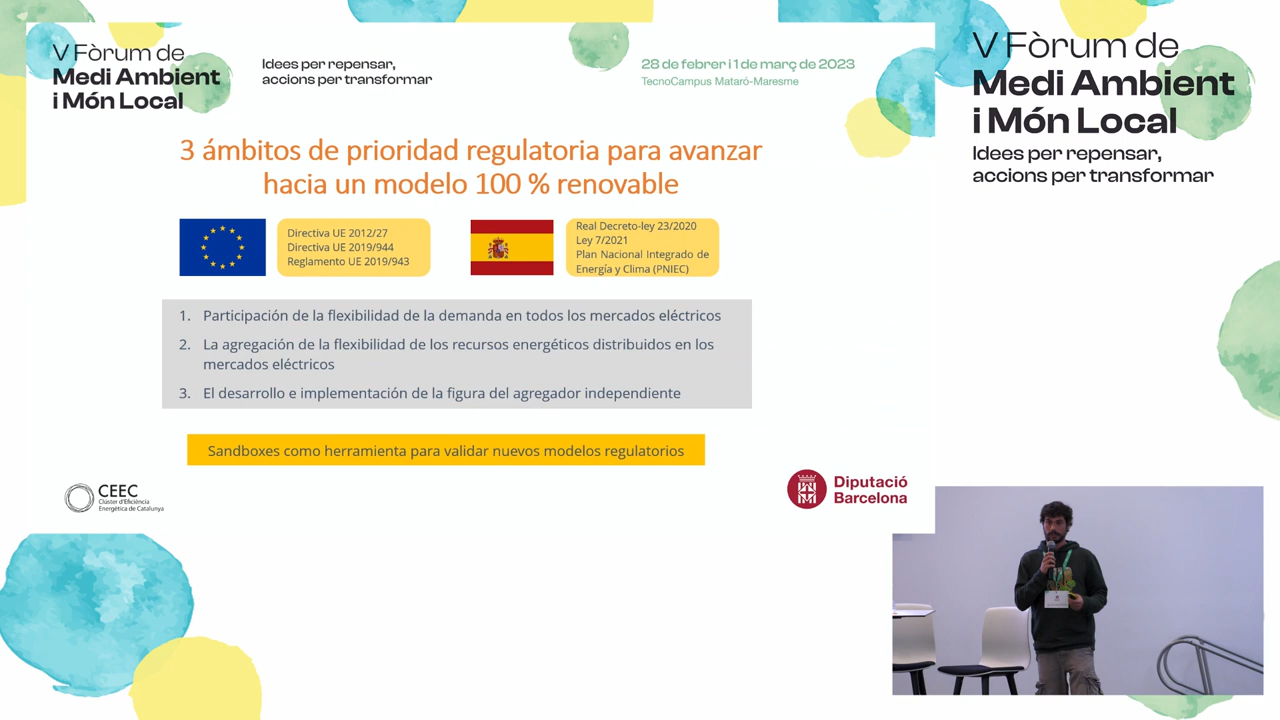 V Fòrum de
Medi Ambient
i Món Local
Idees per repensar,
accions per transformar
28 de febrer i 1 de març de 2023
TecnoCampus Mataró-Maresme
3 ámbitos de prioridad regulatoria para avanzar
hacia un modelo 100 % renovable
Directiva UE 2012/27
Directiva UE 2019/944
Reglamento UE 2019/943
Real Decreto-ley 23/2020
Ley 7/2021
Plan Nacional Integrado de
Energía y Clima (PNIEC)
1. Participación de la flexibilidad de la demanda en todos los mercados eléctricos
2. La agregación de la flexibilidad de los recursos energéticos distribuidos en los
mercados eléctricos
3. El desarrollo e implementación de la figura del agregador independiente
Sandboxes como herramienta para validar nuevos modelos regulatorios
CEEC
Clúster d'Eficiència
Energètica de Catalunya
Diputació
Barcelona
V Fòrum de
Medi Ambient
i Món Local
Idees per repensar,
accions per transformar